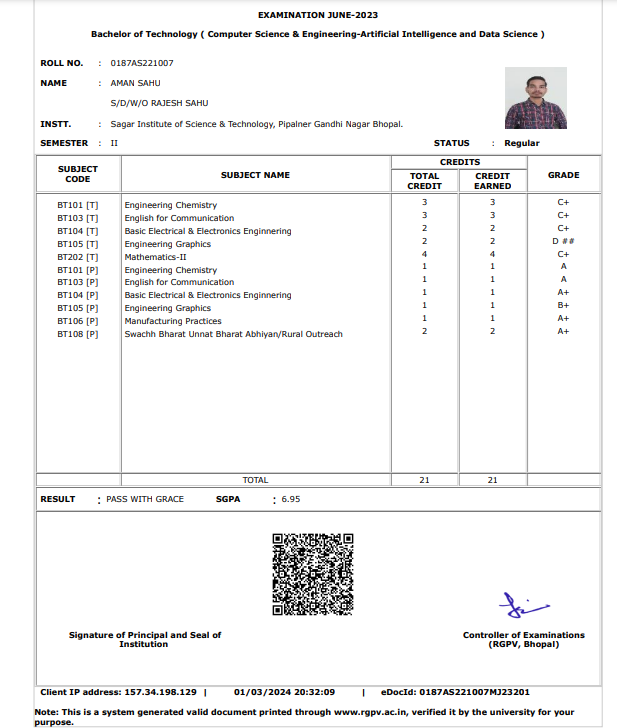 EXAMINATION JUNE-2023
Bachelor of Technology ( Computer Science & Engineering-Artificial Intelligence and Data Science )
ROLL NO. : 0187AS221007
NAME : AMAN SAHU
S/D/W/O RAJESH SAHU
INSTT. : Sagar Institute of Science & Technology, Pipalner Gandhi Nagar Bhopal.
SEMESTER : II STATUS : Regular
SUBJECT CODE SUBJECT NAME CREDITS GRADE
TOTAL CREDIT CREDIT EARNED
BT101 [T] Engineering Chemistry 3 3 C+
BT103 [T] English for Communication 3 3 C+
BT104 [T] Basic Electrical & Electronics Enginnering 2 2 C+
BT105 [T] Engineering Graphics 2 2 D ##
BT202 [T] Mathematics-II 4 4 C+
BT101 [P] Engineering Chemistry 1 1 A
BT103 [P] English for Communication 1 1 A
BT104 [P] Basic Electrical & Electronics Enginnering 1 1 A+
BT105 [P] Engineering Graphics 1 1 B+
BT106 [P] Manufacturing Practices 1 1 A+
BT108 [P] Swachh Bharat Unnat Bharat Abhiyan/Rural Outreach 2 2 A+
TOTAL 21 21
RESULT : PASS WITH GRACE SGPA : 6.95
Signature of Principal and Seal of
Institution
Controller of Examinations
(RGPV, Bhopal)
Client IP address: 157.34.198.129 | 01/03/2024 20:32:09 | eDocId: 0187AS221007MJ23201
Note: This is a system generated valid document printed through www.rgpv.ac.in, verified it by the university for your
purpose.